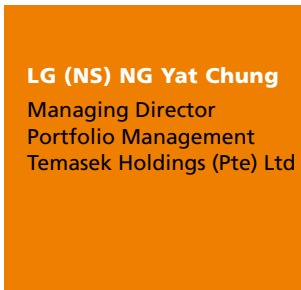 LG (NS) NG Yat Chung
Managing Director
Portfolio Management
Temasek Holdings (Pte) Ltd